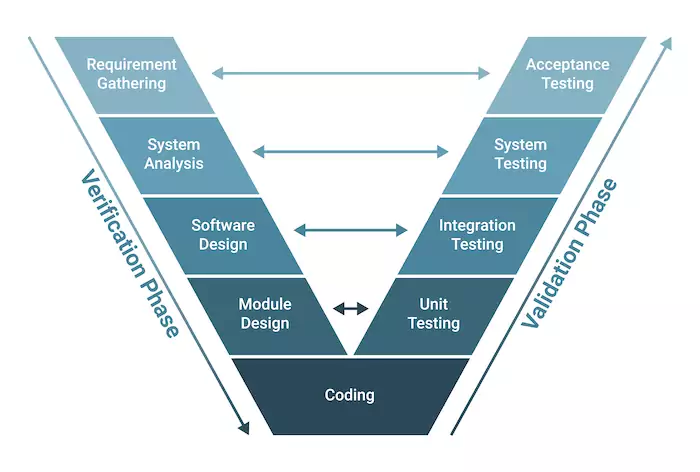 Requirement
Gathering
Acceptance
Testing
System
Analysis
System
Testing
Software
Design
Integration
Testing
Module
Design
Unit
Testing
Coding
Verification Phase
Validation Phase